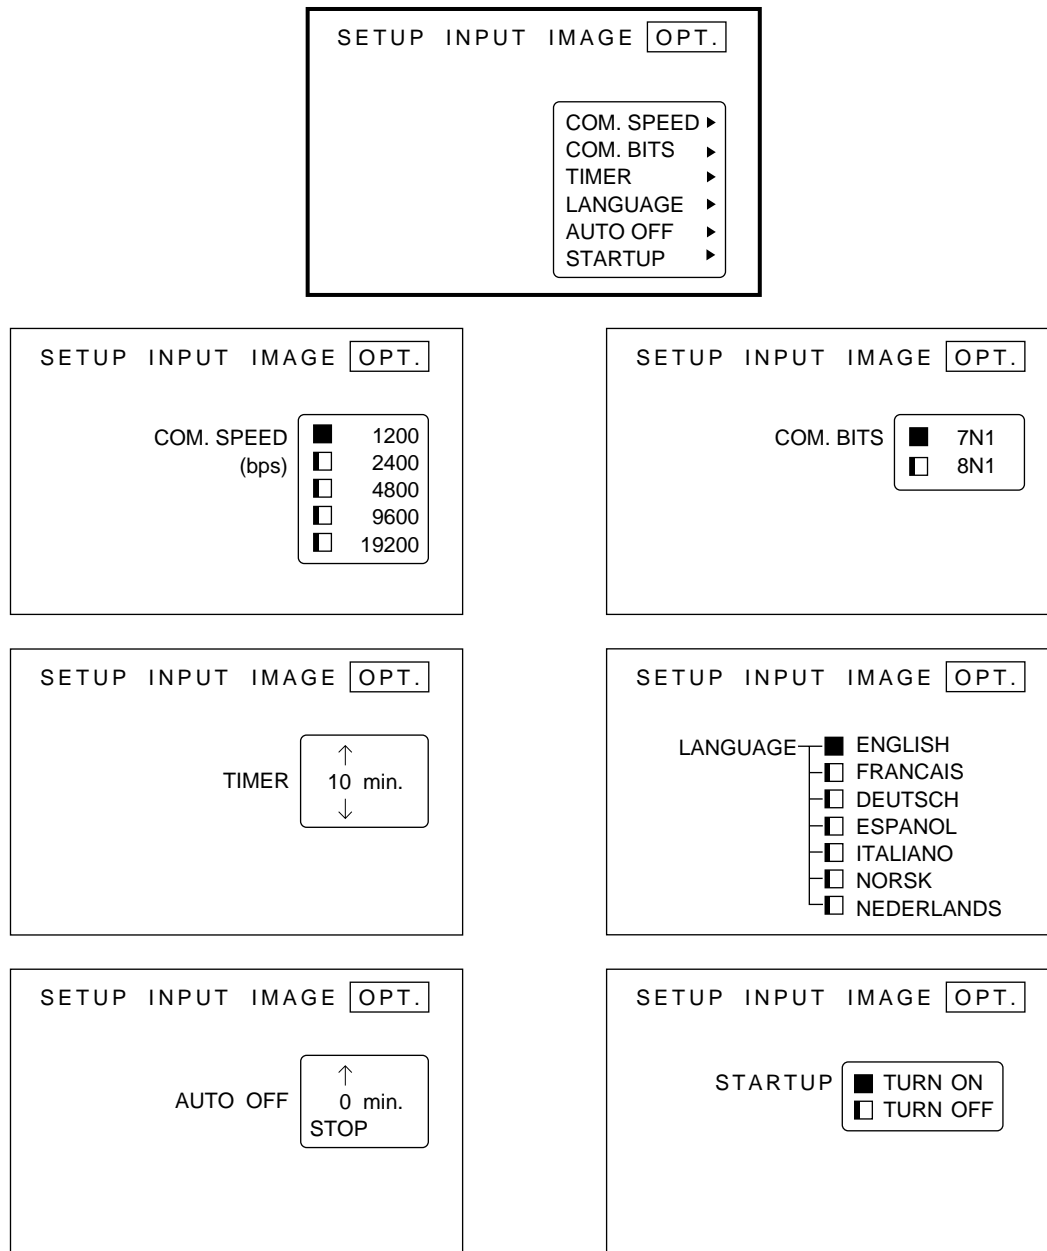 SETUP INPUT IMAGE OPT.
COM. SPEED
COM. BITS
TIMER
LANGUAGE
AUTO OFF
STARTUP
SETUP INPUT IMAGE OPT.
COM. SPEED
(bps)
1200
2400
4800
9600
19200
SETUP INPUT IMAGE OPT.
COM. BITS
7N1
8N1
SETUP INPUT IMAGE OPT.
TIMER
↑
10 min.
↓
SETUP INPUT IMAGE OPT.
LANGUAGE
ENGLISH
FRANCAIS
DEUTSCH
ESPANOL
ITALIANO
NORSK
NEDERLANDS
SETUP INPUT IMAGE OPT.
AUTO OFF
↑
0 min.
STOP
SETUP INPUT IMAGE OPT.
STARTUP
TURN ON
TURN OFF